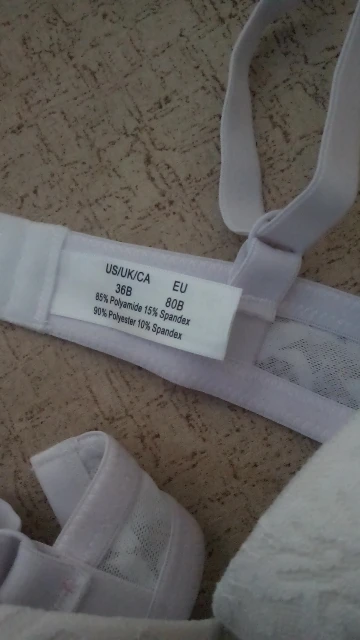 US/UK/CA EU
36B 80B
85% Polyamide 15% Spandex
90% Polyester 10% Spandex